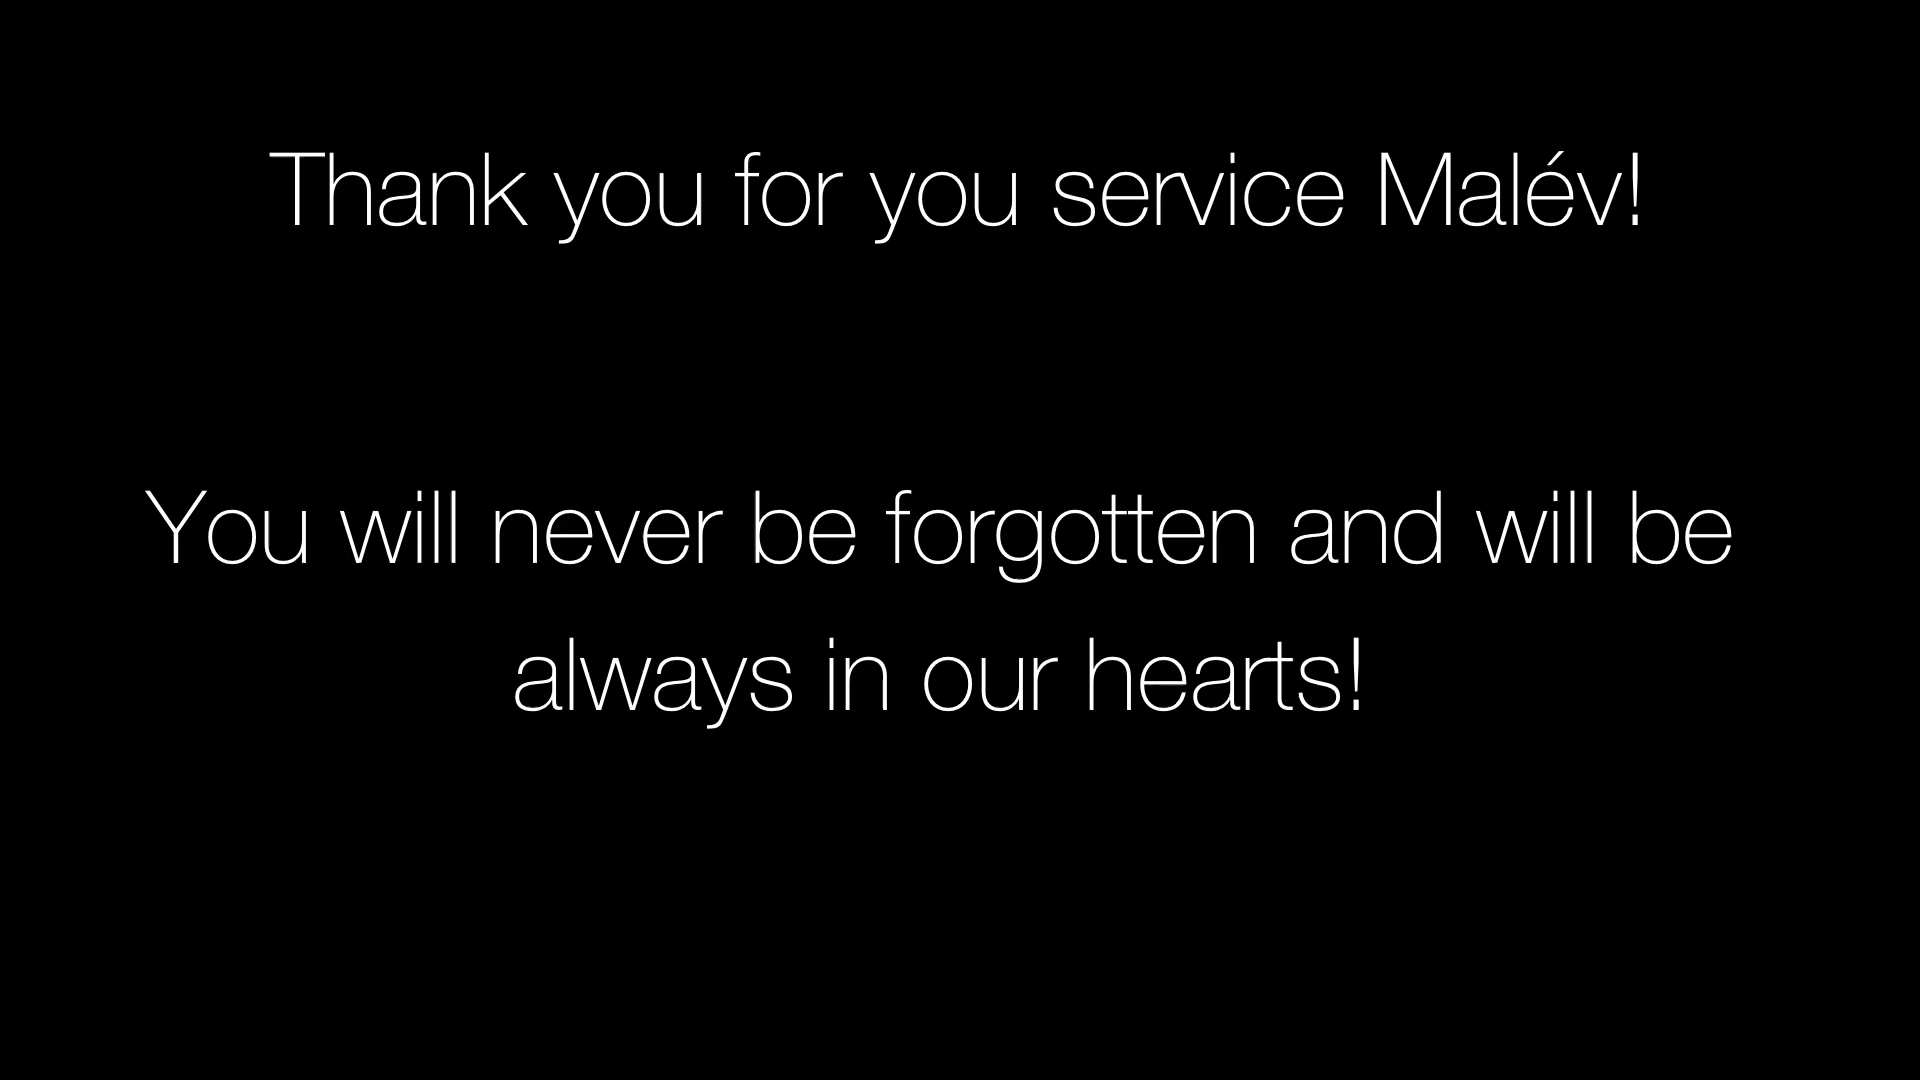 Thank you for you service Malév!
You will never be forgotten and will be
always in our hearts!